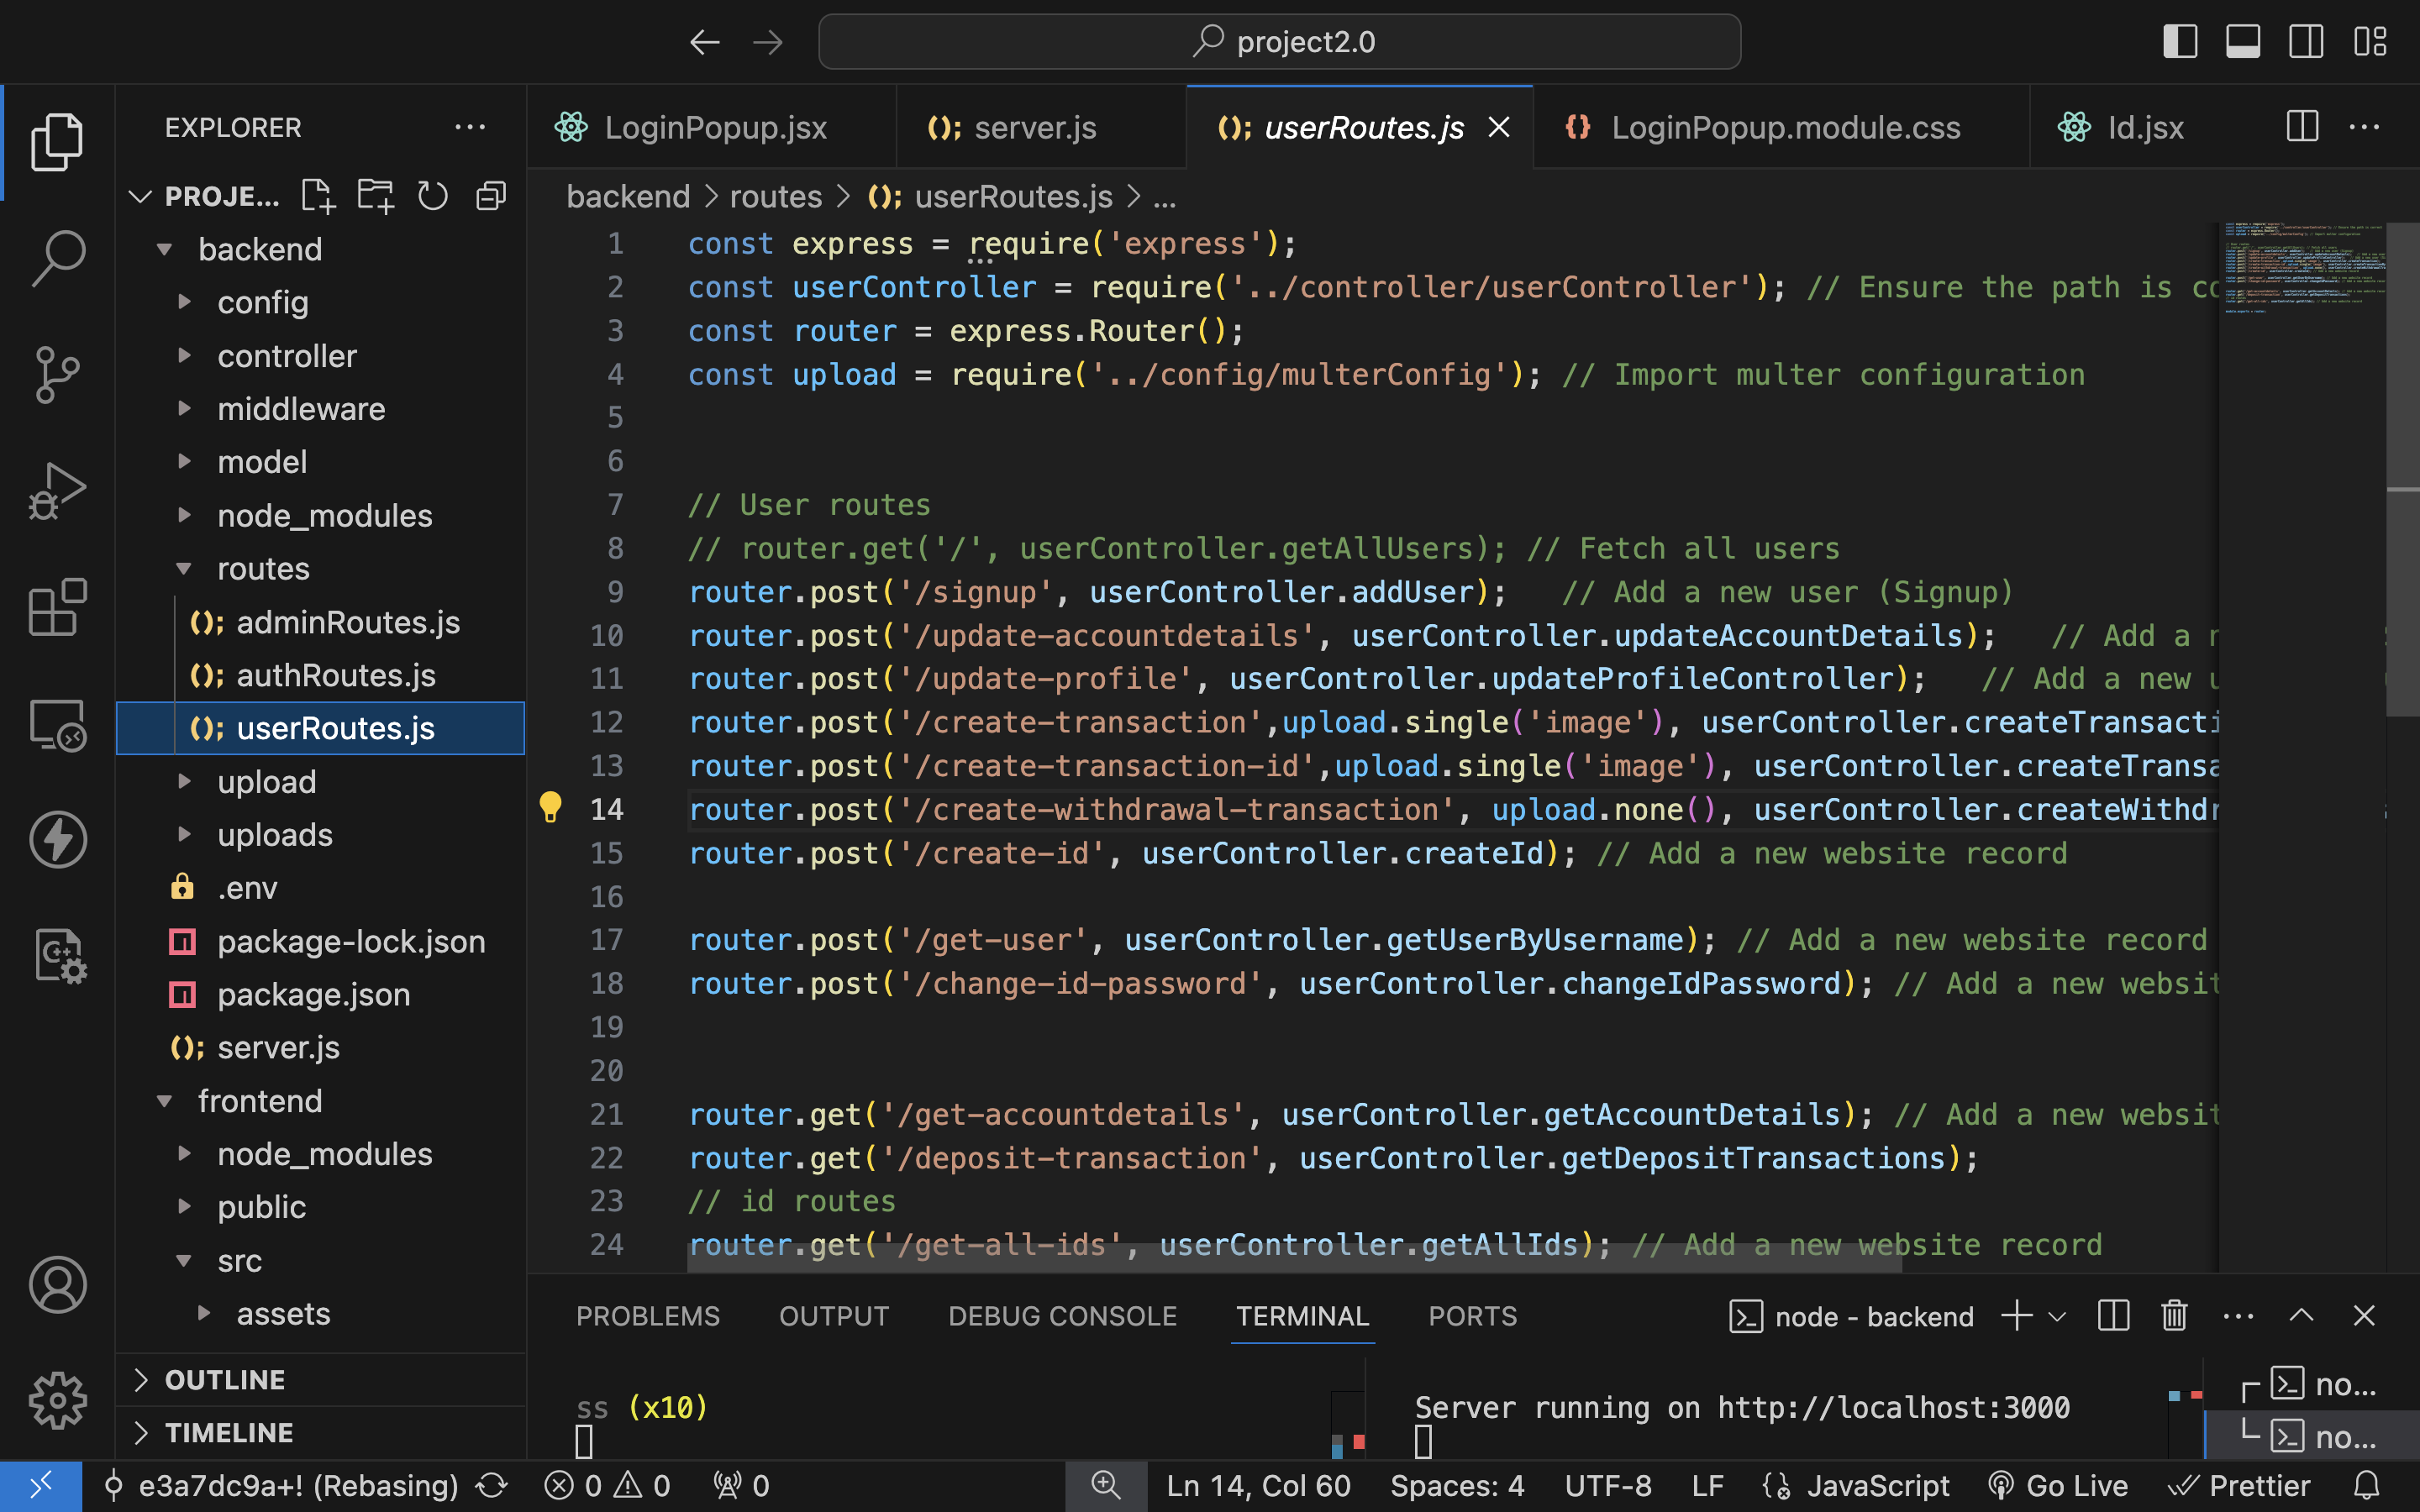 project2.0
EXPLORER
LoginPopup.jsx
server.js
userRoutes.js
LoginPopup.module.css
Id.jsx
PROJE...
backend > routes > userRoutes.js > ...
backend
config
controller
middleware
model
node_modules
routes
adminRoutes.js
authRoutes.js
userRoutes.js
upload
uploads
.env
package-lock.json
package.json
server.js
frontend
node_modules
public
src
assets
OUTLINE
TIMELINE
1 const express = require('express');
2 const userController = require('../controller/userController'); // Ensure the path is co
3 const router = express.Router();
4 const upload = require('../config/multerConfig'); // Import multer configuration
5
6
7 // User routes
8 // router.get('/', userController.getAllUsers); // Fetch all users
9 router.post('/signup', userController.addUser);   // Add a new user (Signup)
10 router.post('/update-accountdetails', userController.updateAccountDetails);   // Add a n
11 router.post('/update-profile', userController.updateProfileController);   // Add a new u
12 router.post('/create-transaction',upload.single('image'), userController.createTransacti
13 router.post('/create-transaction-id',upload.single('image'), userController.createTransa
14 router.post('/create-withdrawal-transaction', upload.none(), userController.createWithdr
15 router.post('/create-id', userController.createId); // Add a new website record
16
17 router.post('/get-user', userController.getUserByUsername); // Add a new website record
18 router.post('/change-id-password', userController.changeIdPassword); // Add a new websit
19
20
21 router.get('/get-accountdetails', userController.getAccountDetails); // Add a new websit
22 router.get('/deposit-transaction', userController.getDepositTransactions);
23 // id routes
24 router.get('/get-all-ids', userController.getAllIds); // Add a new website record
PROBLEMS
OUTPUT
DEBUG CONSOLE
TERMINAL
PORTS
node - backend
ss (x10)
Server running on http://localhost:3000
no...
no...
e3a7dc9a+! (Rebasing)
0
0
0
Ln 14, Col 60
Spaces: 4
UTF-8
LF
JavaScript
Go Live
Prettier